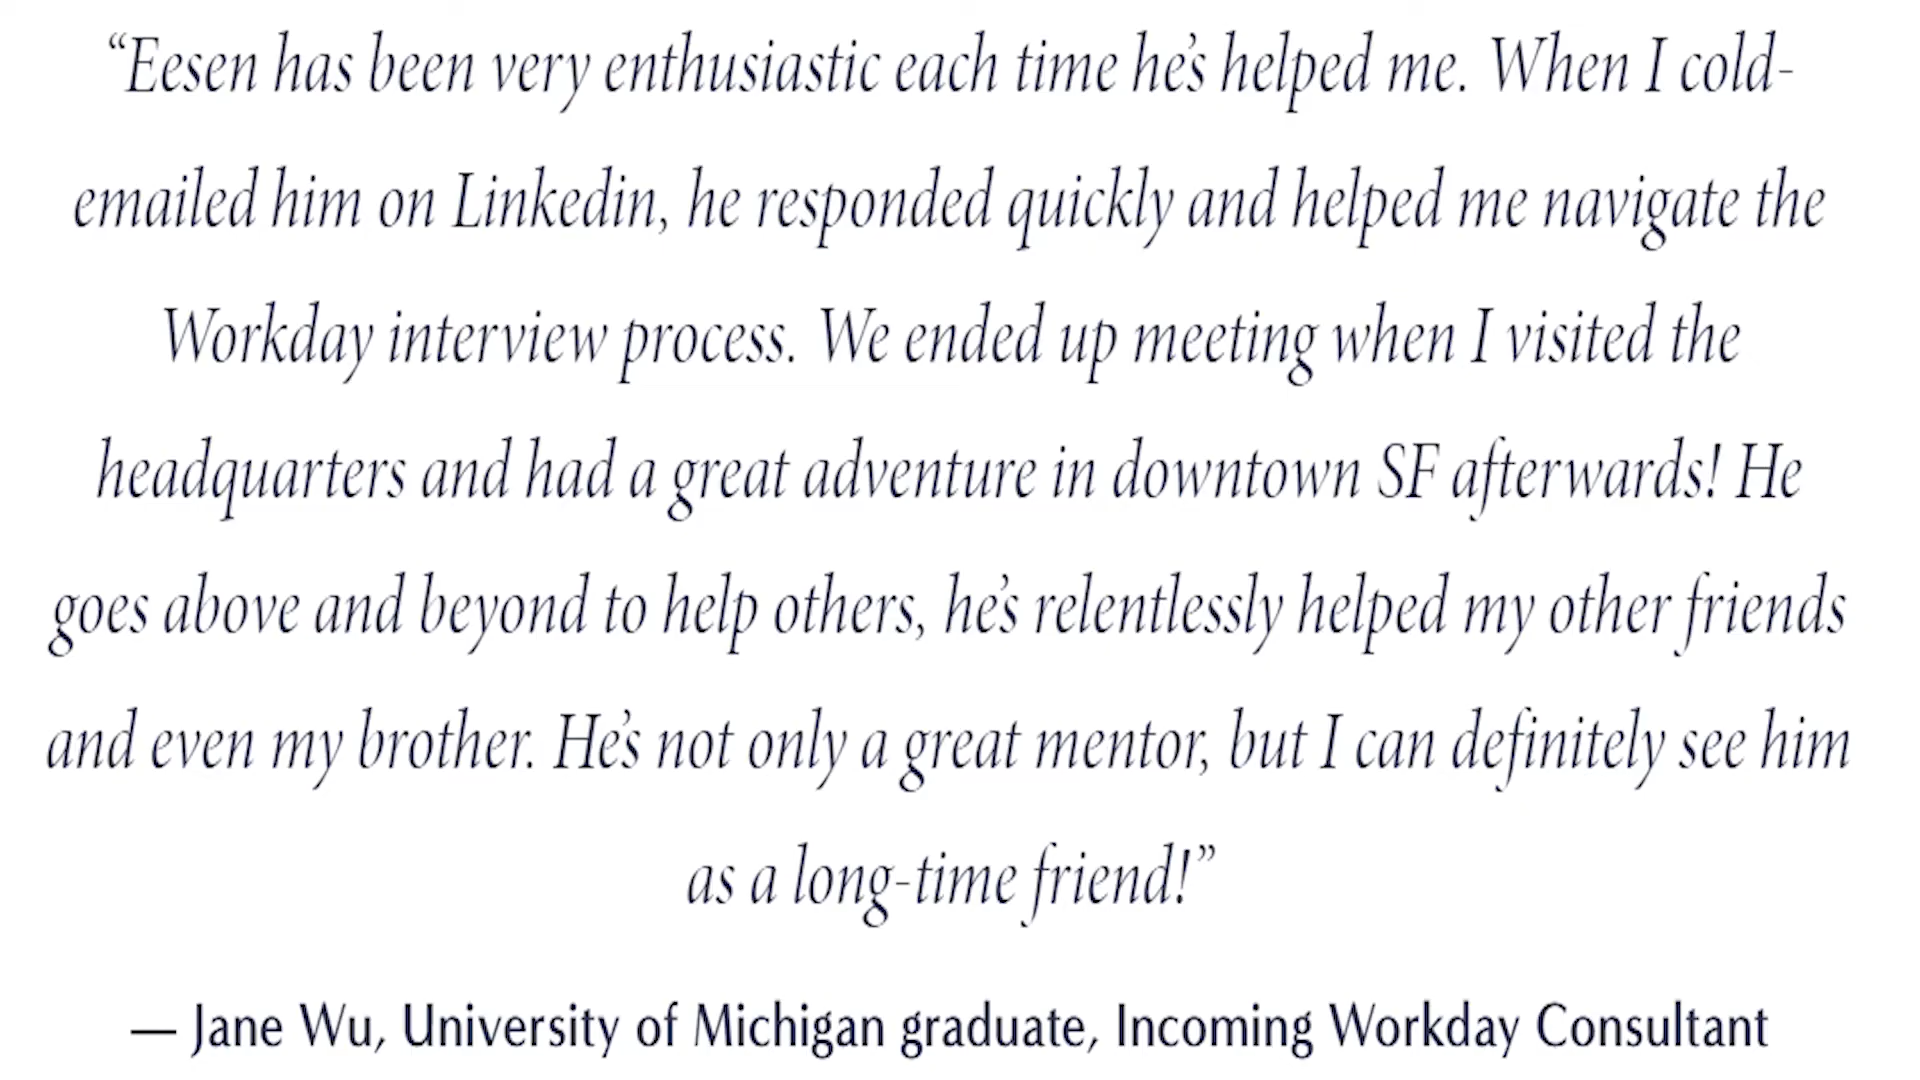 “Eesen has been very enthusiastic each time he’s helped me. When I cold-
emailed him on Linkedin, he responded quickly and helped me navigate the
Workday interview process. We ended up meeting when I visited the
headquarters and had a great adventure in downtown SF afterwards! He
goes above and beyond to help others, he’s relentlessly helped my other friends
and even my brother. He’s not only a great mentor, but I can definitely see him
as a long-time friend!”
— Jane Wu, University of Michigan graduate, Incoming Workday Consultant